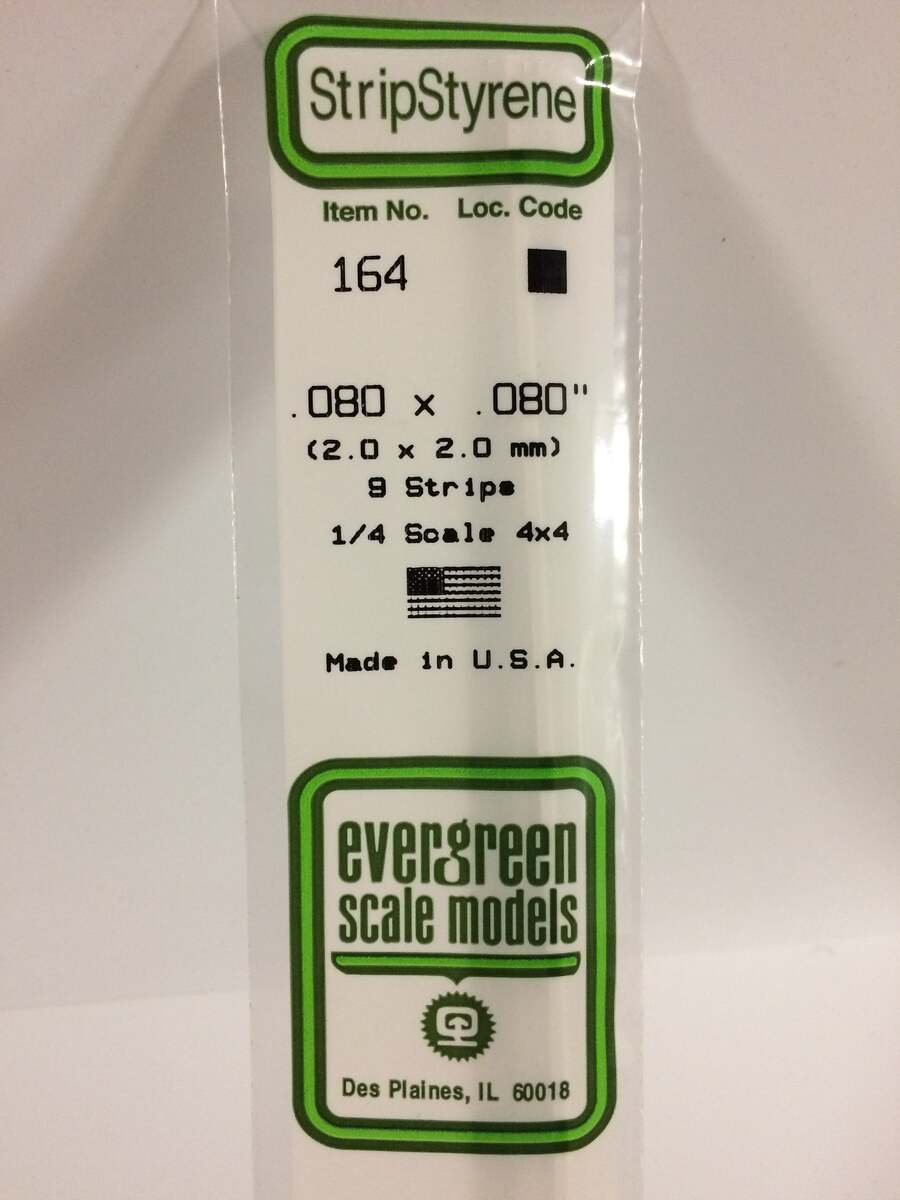 StripStyrene
Item No. Loc. Code
164
.080 x .080"
(2.0 x 2.0 mm)
9 Strips
1/4 Scale 4x4
Made in U.S.A.
evergreen
scale models
Des Plaines, IL 60018